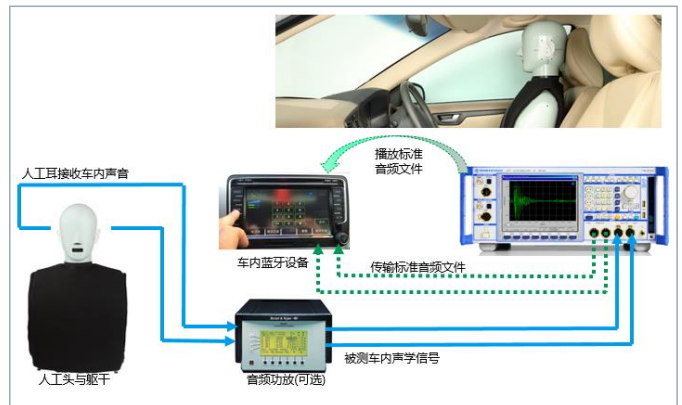 播放标准
音频文件
人工耳接收车内声音
车内蓝牙设备
传输标准音频文件
被测车内声学信号
人工头与躯干
音频功放(可选)